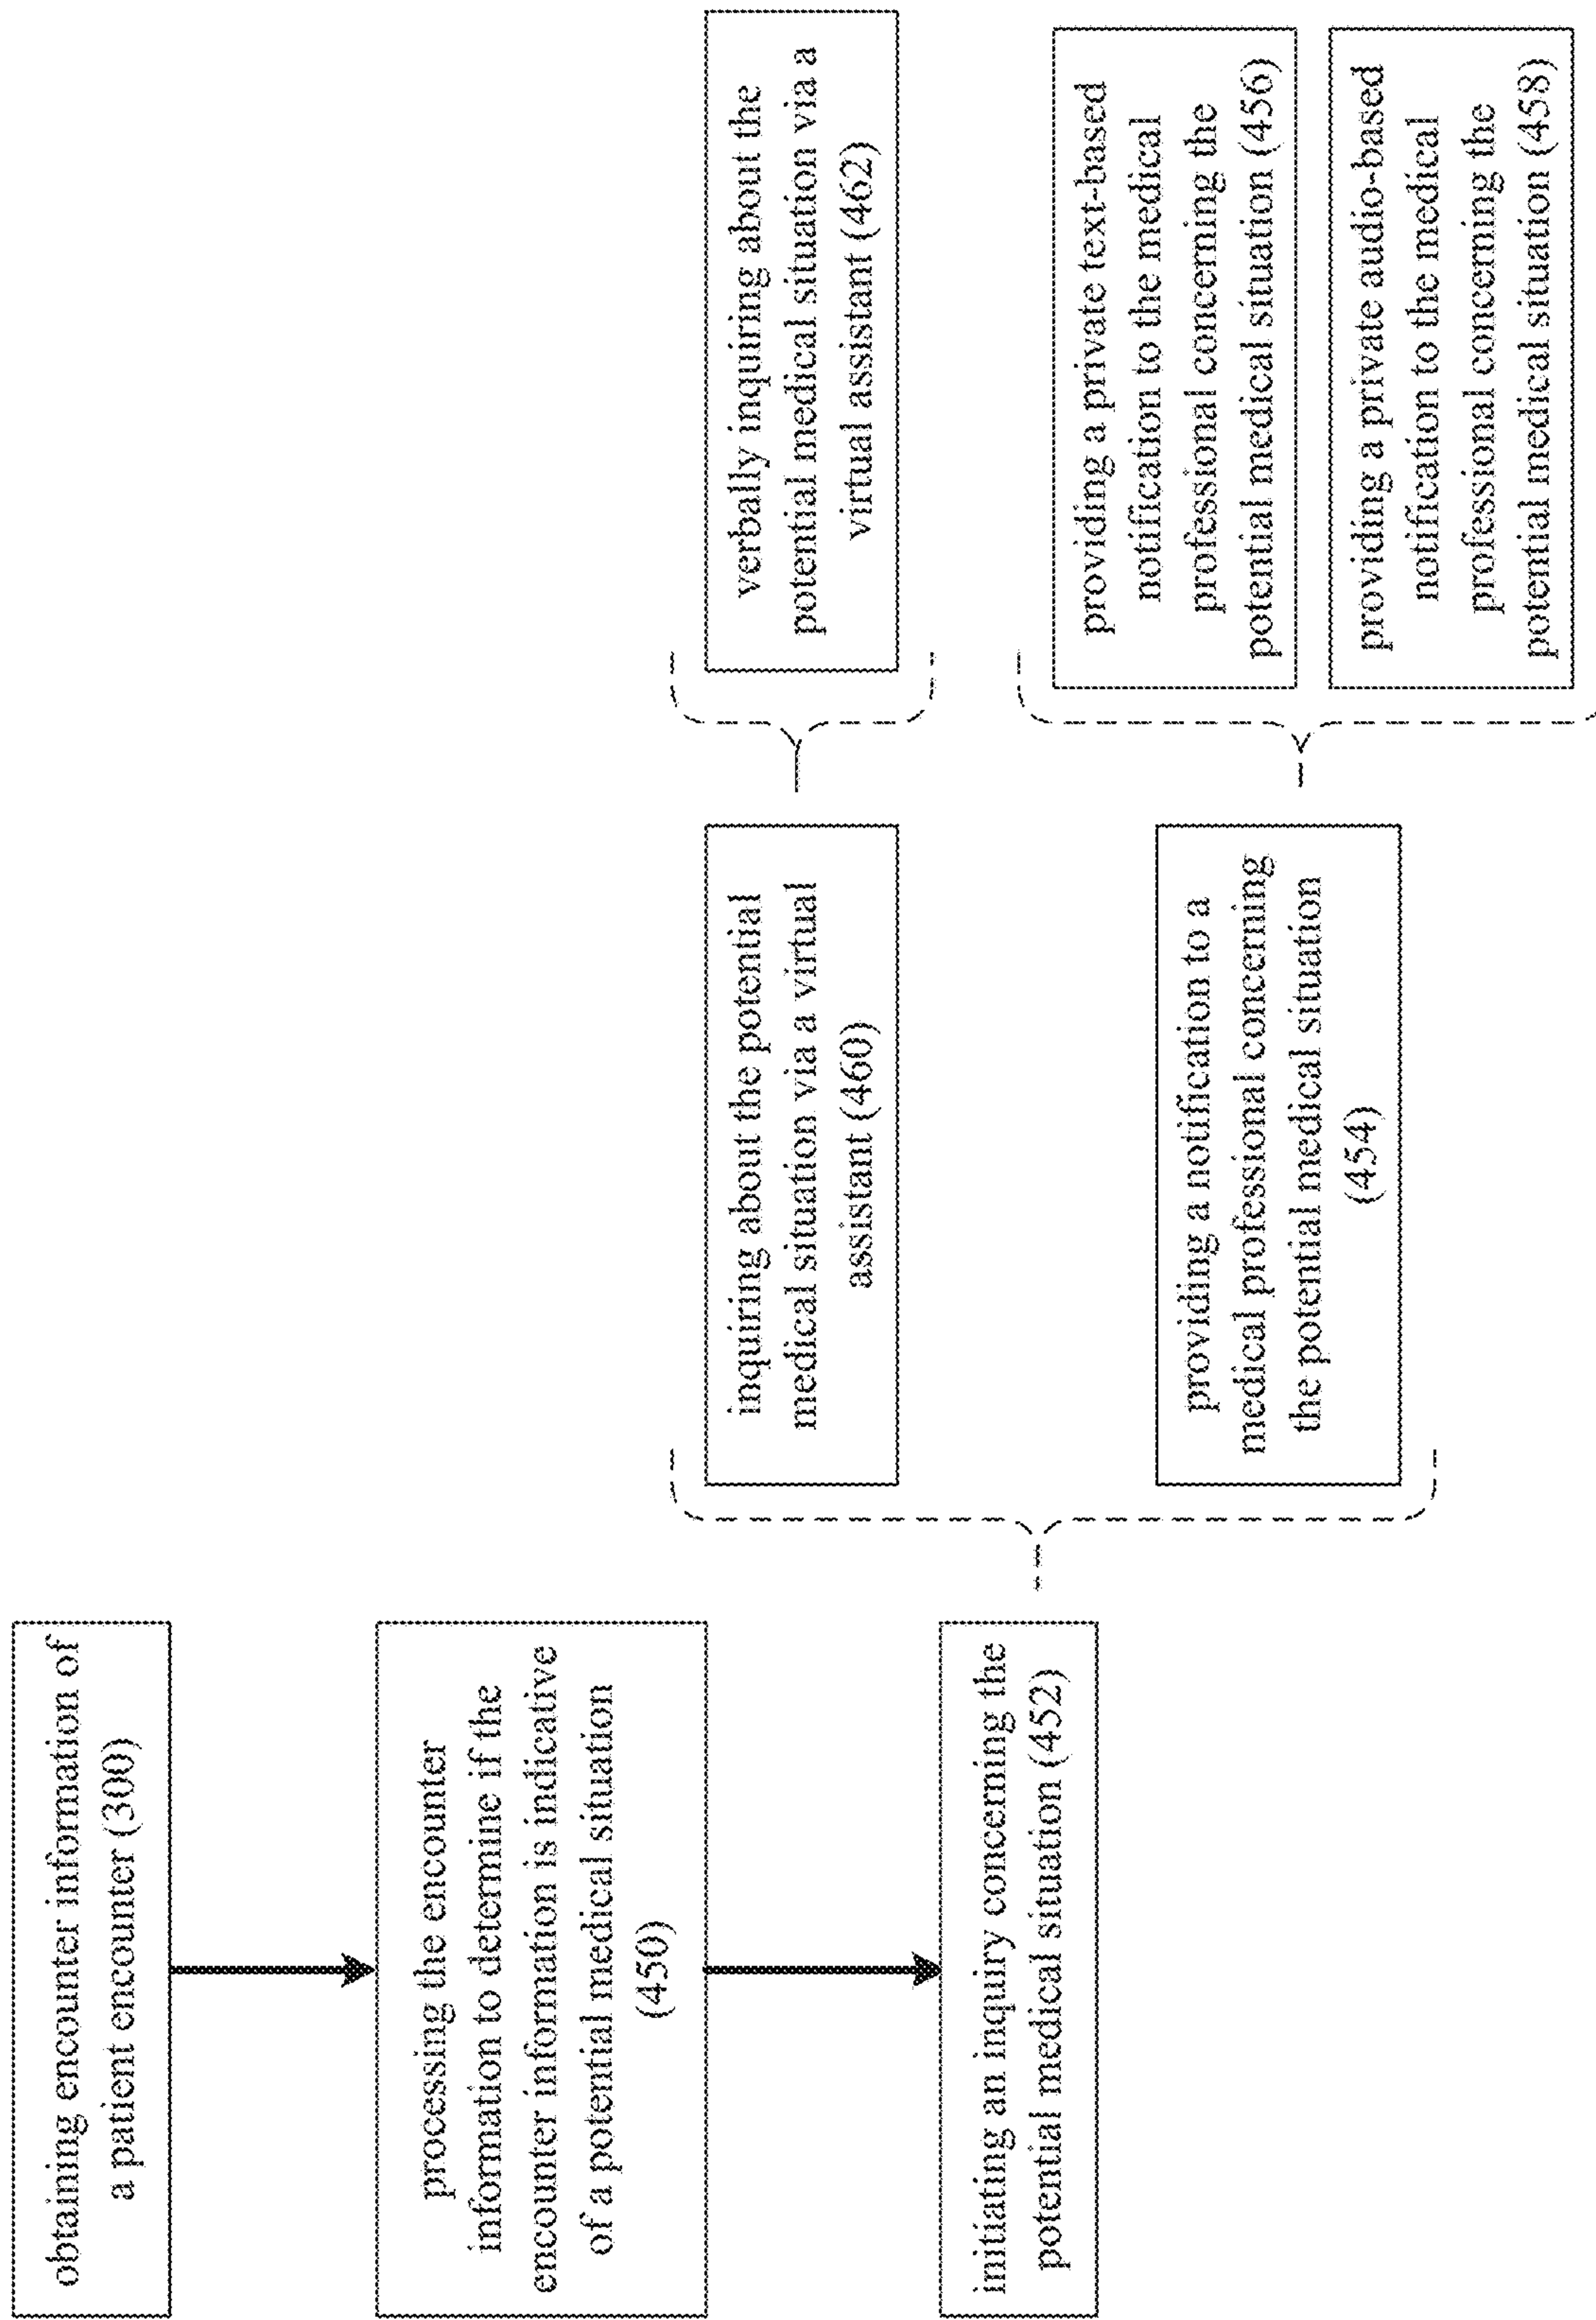 obtaining encounter information of
a patient encounter (300)
processing the encounter
information to determine if the
encounter information is indicative
of a potential medical situation
(450)
initiating an inquiry concerning the
potential medical situation (452)
inquiring about the potential
medical situation via a virtual
assistant (460)
verbally inquiring about the
potential medical situation via a
virtual assistant (462)
providing a notification to a
medical professional concerning
the potential medical situation
(454)
providing a private text-based
notification to the medical
professional concerning the
potential medical situation (456)
providing a private audio-based
notification to the medical
professional concerning the
potential medical situation (458)